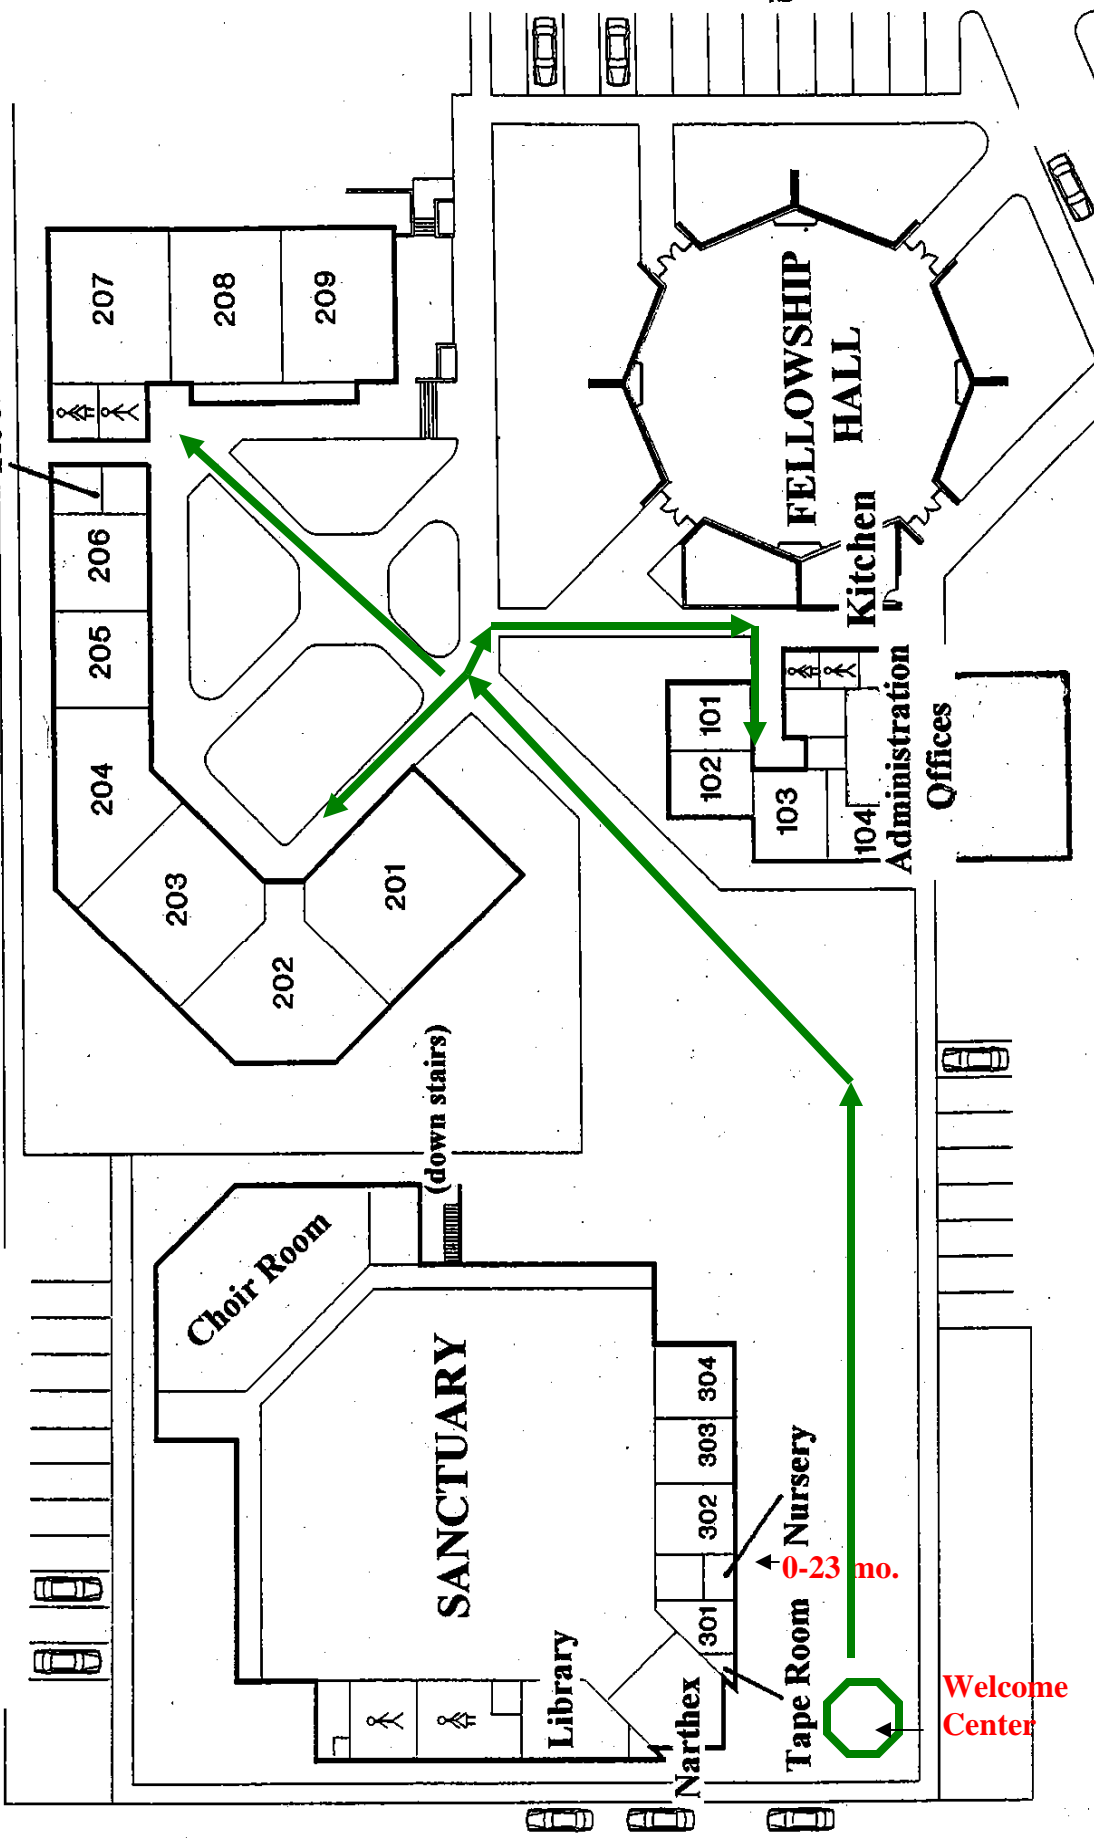 207
208
209
206
205
204
203
202
201
FELLOWSHIP
HALL
Kitchen
101
102
103
104
Administration
Offices
(down stairs)
Choir Room
SANCTUARY
304
303
302
301
Nursery
0-23 mo.
Library
Narthex
Tape Room
Welcome
Center